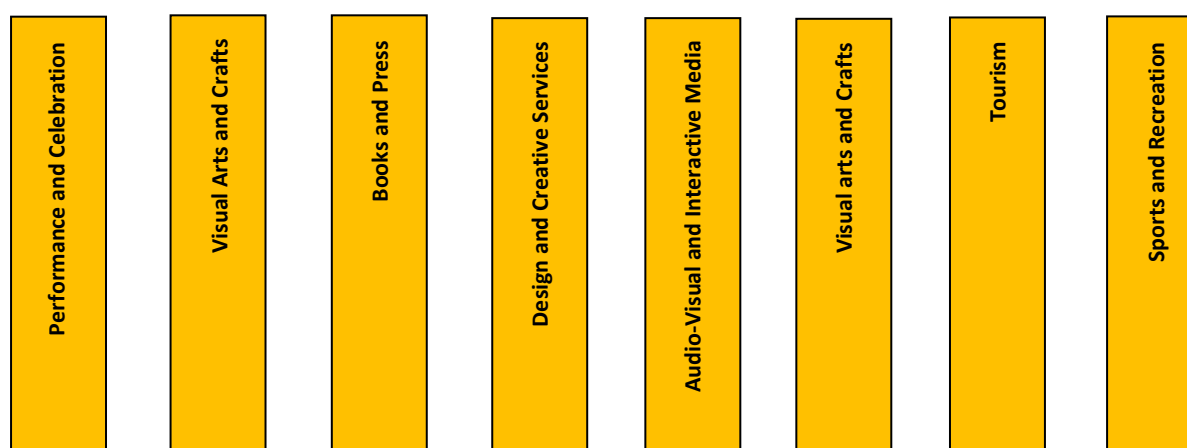 Performance and Celebration
Visual Arts and Crafts
Books and Press
Design and Creative Services
Audio-Visual and Interactive Media
Visual arts and Crafts
Tourism
Sports and Recreation